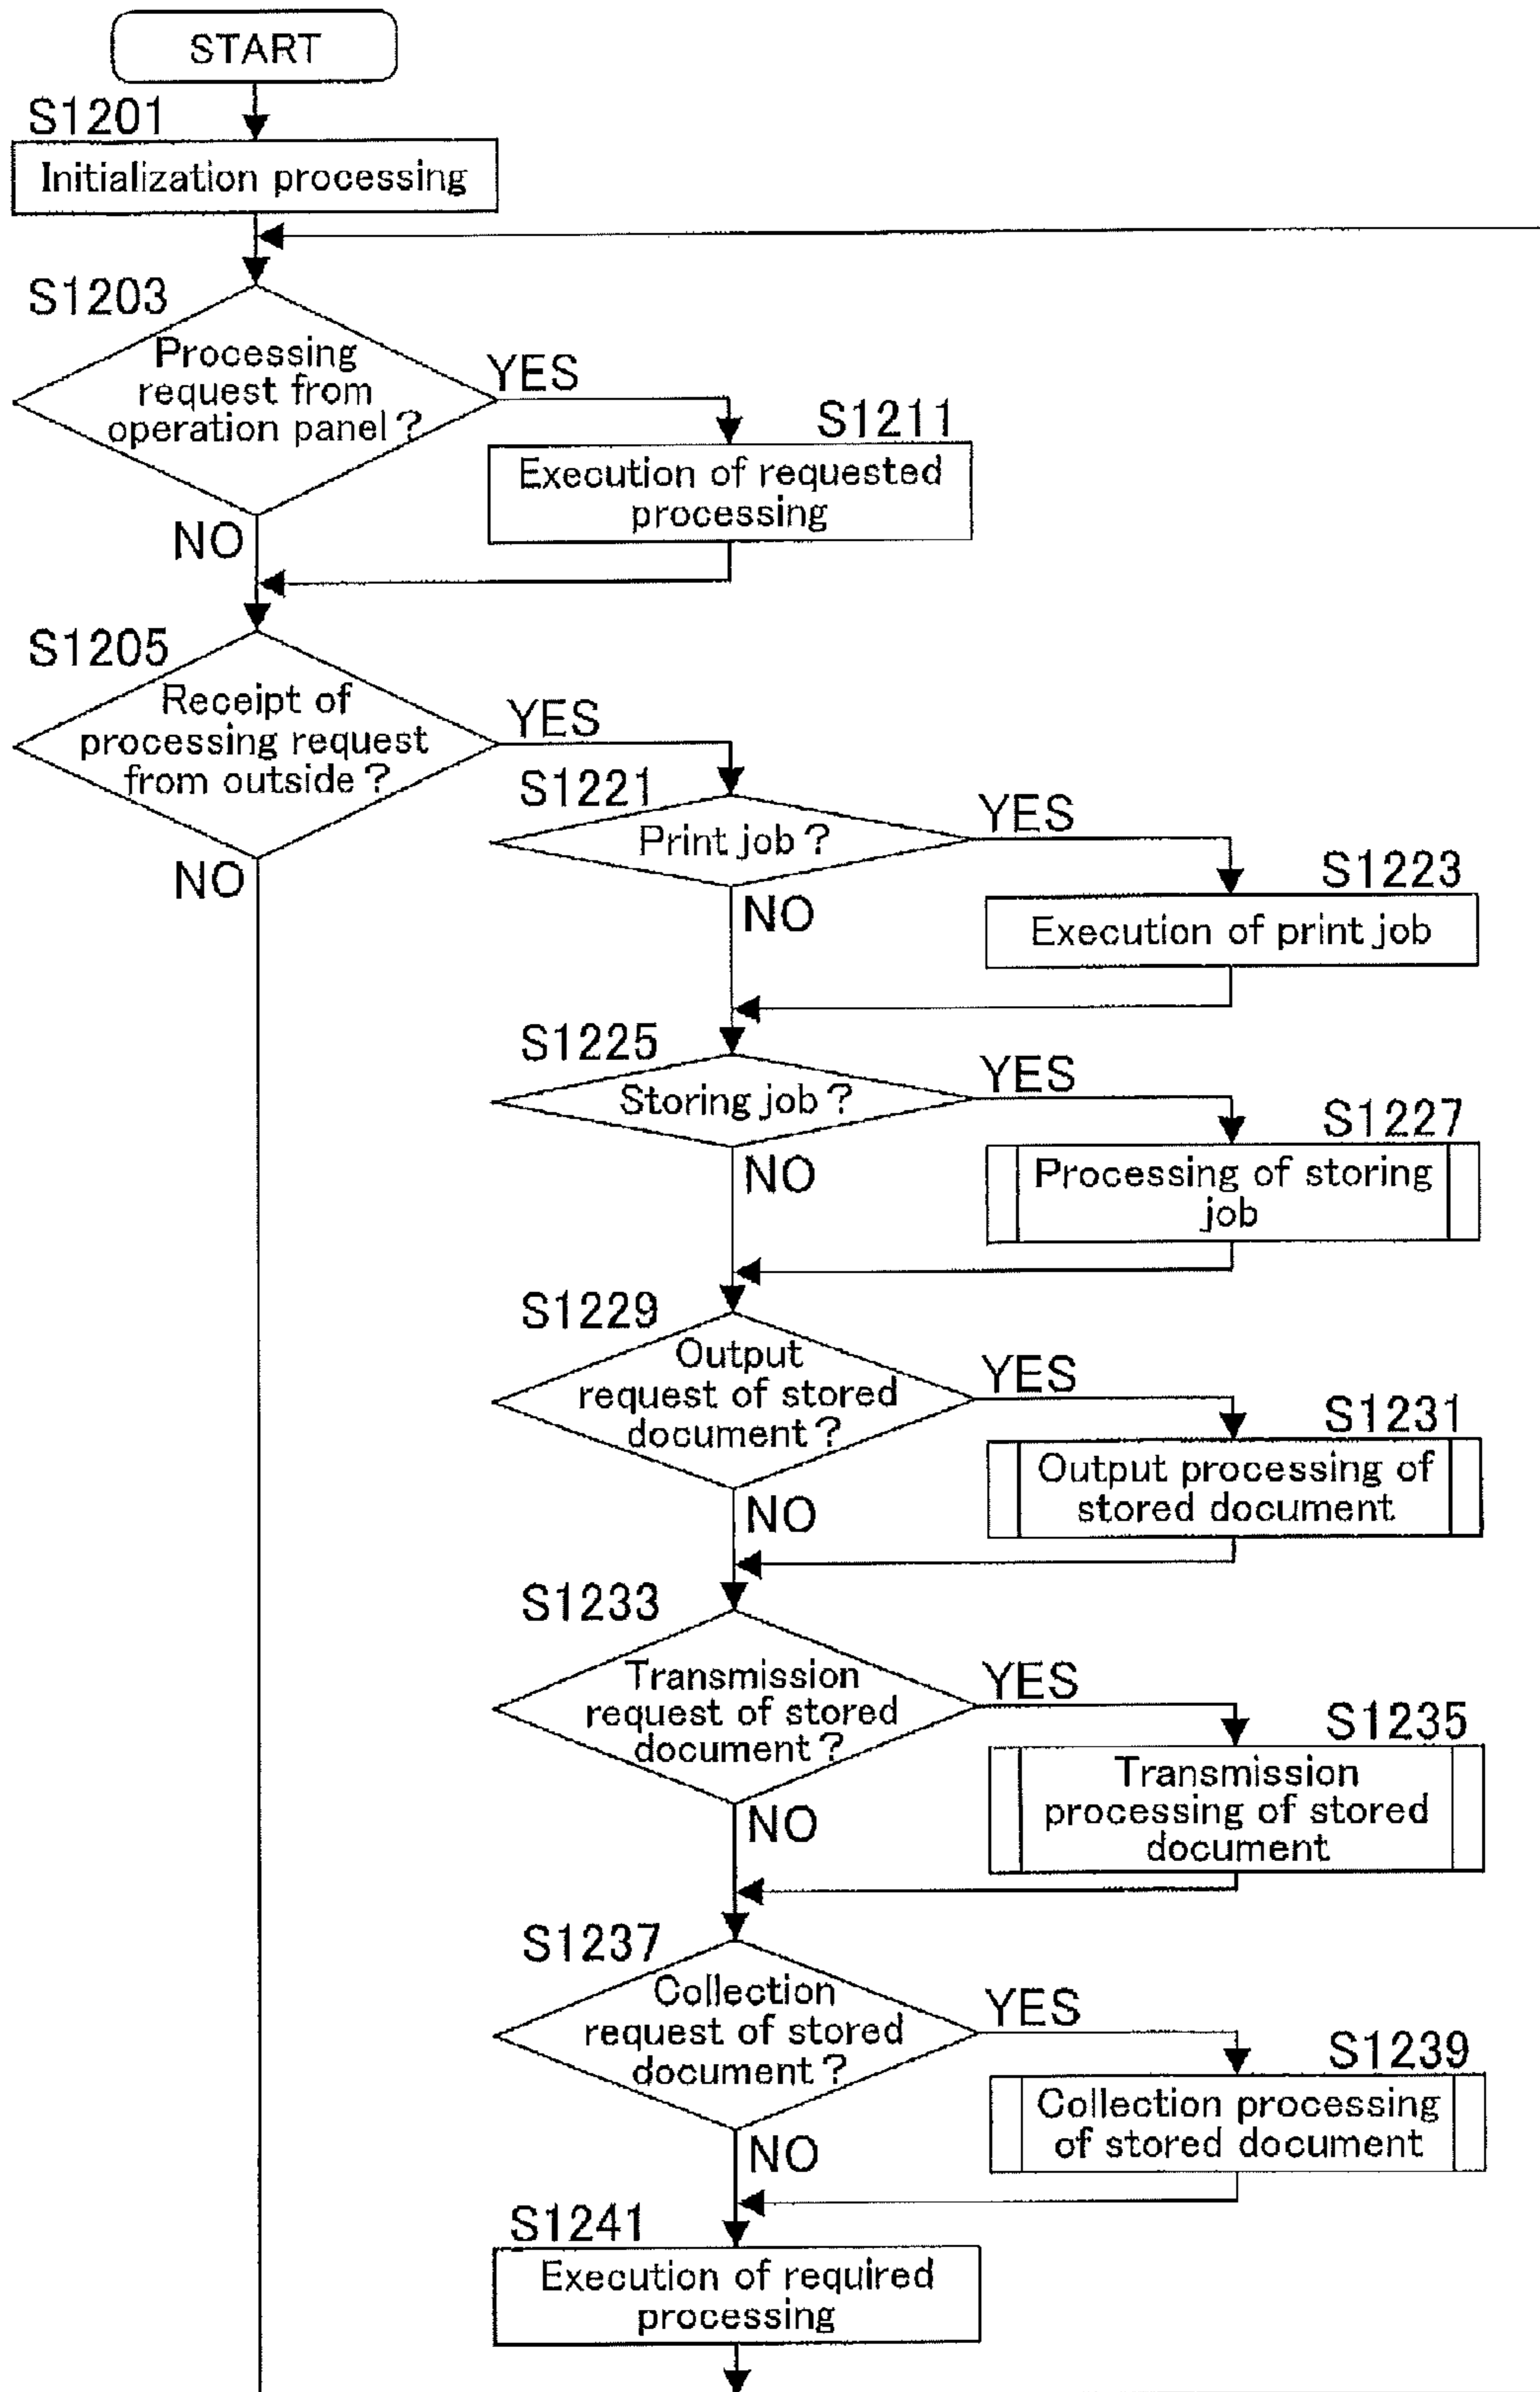 START
S1201
Initialization processing
S1203
Processing
request from
operation panel?
YES
S1211
Execution of requested
processing
NO
S1205
Receipt of
processing request
from outside?
YES
NO
S1221
Print job?
YES
S1223
Execution of print job
NO
S1225
Storing job?
YES
S1227
Processing of storing
job
NO
S1229
Output
request of stored
document?
YES
S1231
Output processing of
stored document
NO
S1233
Transmission
request of stored
document?
YES
S1235
Transmission
processing of stored
document
NO
S1237
Collection
request of stored
document?
YES
S1239
Collection processing
of stored document
NO
S1241
Execution of required
processing